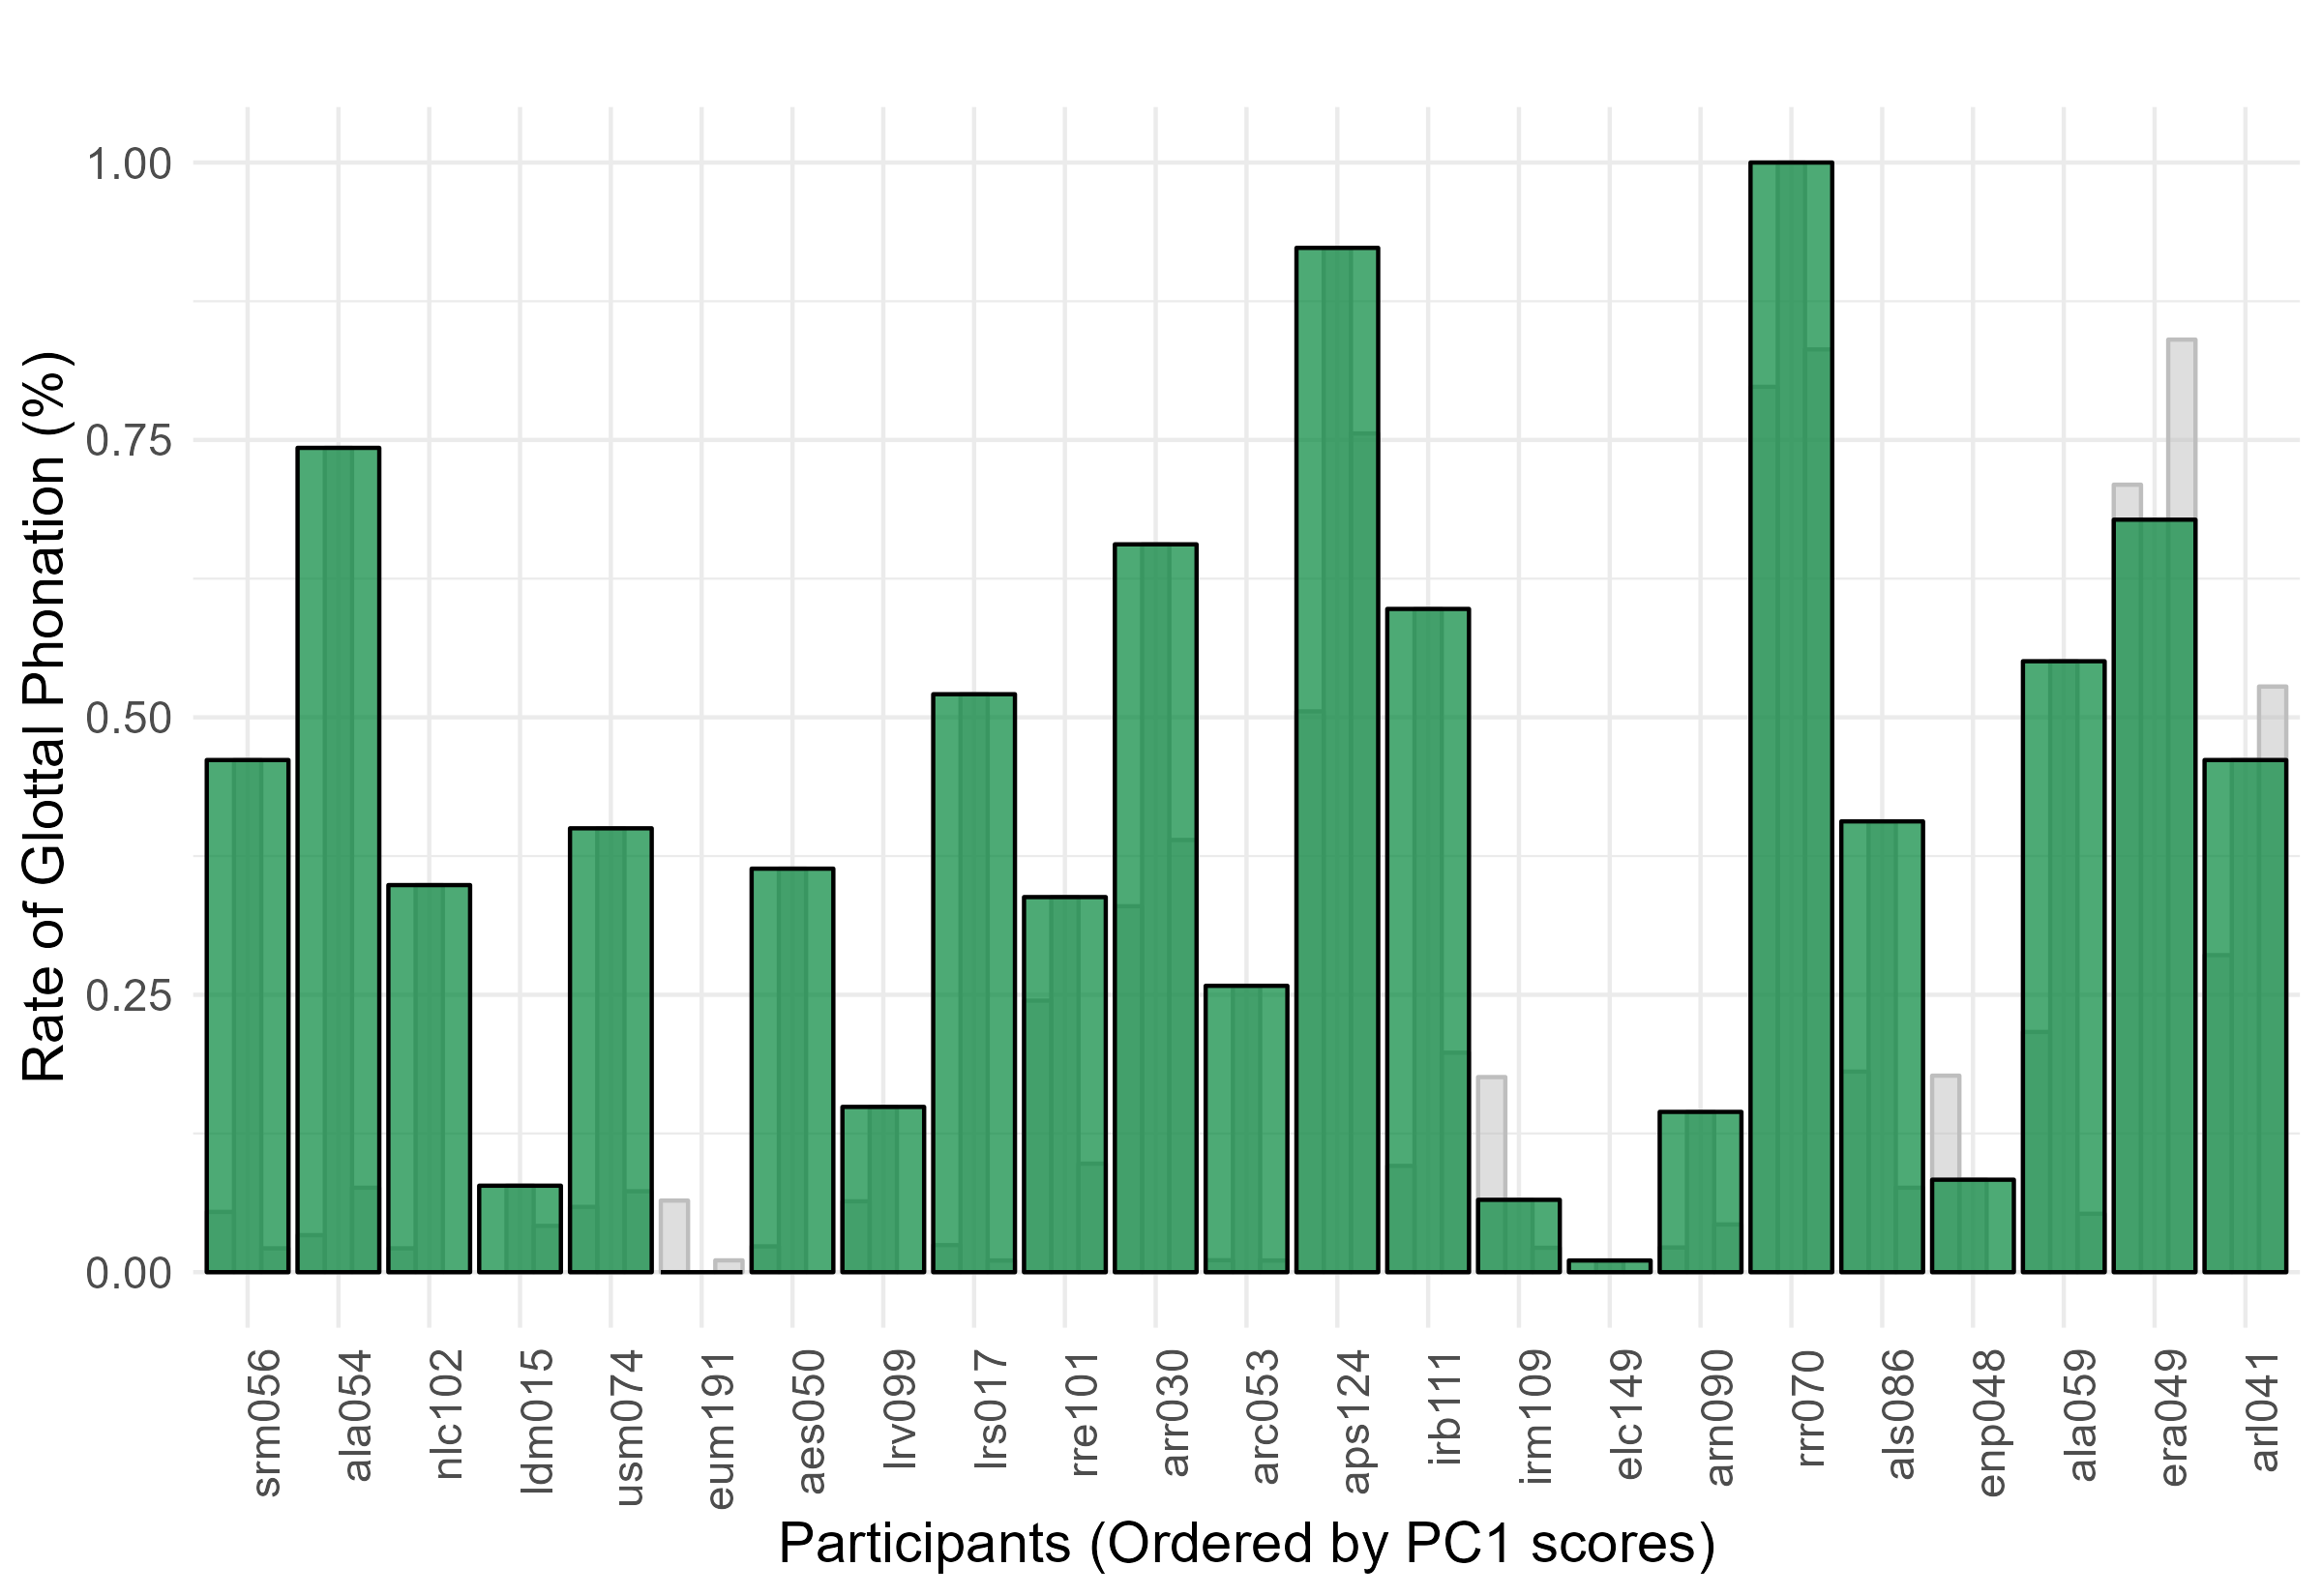 Rate of Glottal Phonation (%)
1.00
0.75
0.50
0.25
0.00
srm056
ala054
nlc102
ldm015
usm074
eum191
aes050
lrv099
lrs017
rre101
arr030
arc053
aps124
irb111
irm109
elc149
arn090
rrr070
als086
enp048
ala059
era049
arl041
Participants (Ordered by PC1 scores)